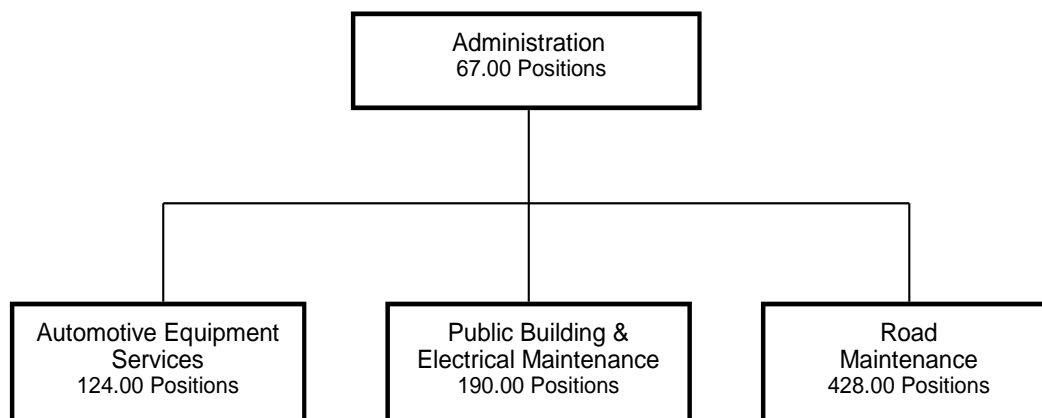 Administration
67.00 Positions
Automotive Equipment
Services
124.00 Positions
Public Building &
Electrical Maintenance
190.00 Positions
Road
Maintenance
428.00 Positions